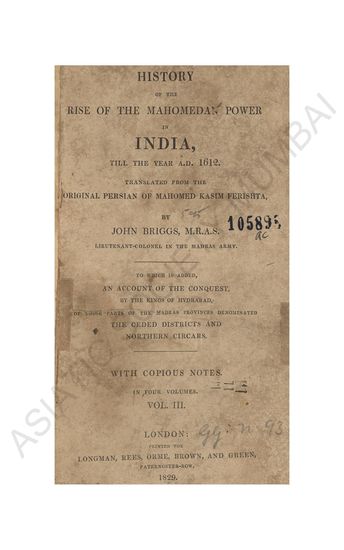 HISTORY
OF THE
RISE OF THE MAHOMEDAN POWER
IN
INDIA,
TILL THE YEAR A.D. 1612.
TRANSLATED FROM THE
ORIGINAL PERSIAN OF MAHOMED KASIM FERISHTA,
BY
JOHN BRIGGS, M.R.A.S.
LIEUTENANT-COLONEL IN THE MADRAS ARMY.
105895
TO WHICH IS ADDED,
AN ACCOUNT OF THE CONQUEST,
BY THE KINGS OF HYDRABAD,
OF THOSE PARTS OF THE MADRAS PROVINCES DENOMINATED
THE CEDED DISTRICTS AND
NORTHERN CIRCARS.
WITH COPIOUS NOTES.
IN FOUR VOLUMES.
VOL. III.
LONDON:
PRINTED FOR
LONGMAN, REES, ORME, BROWN, AND GREEN,
PATERNOSTER-ROW,
1829.